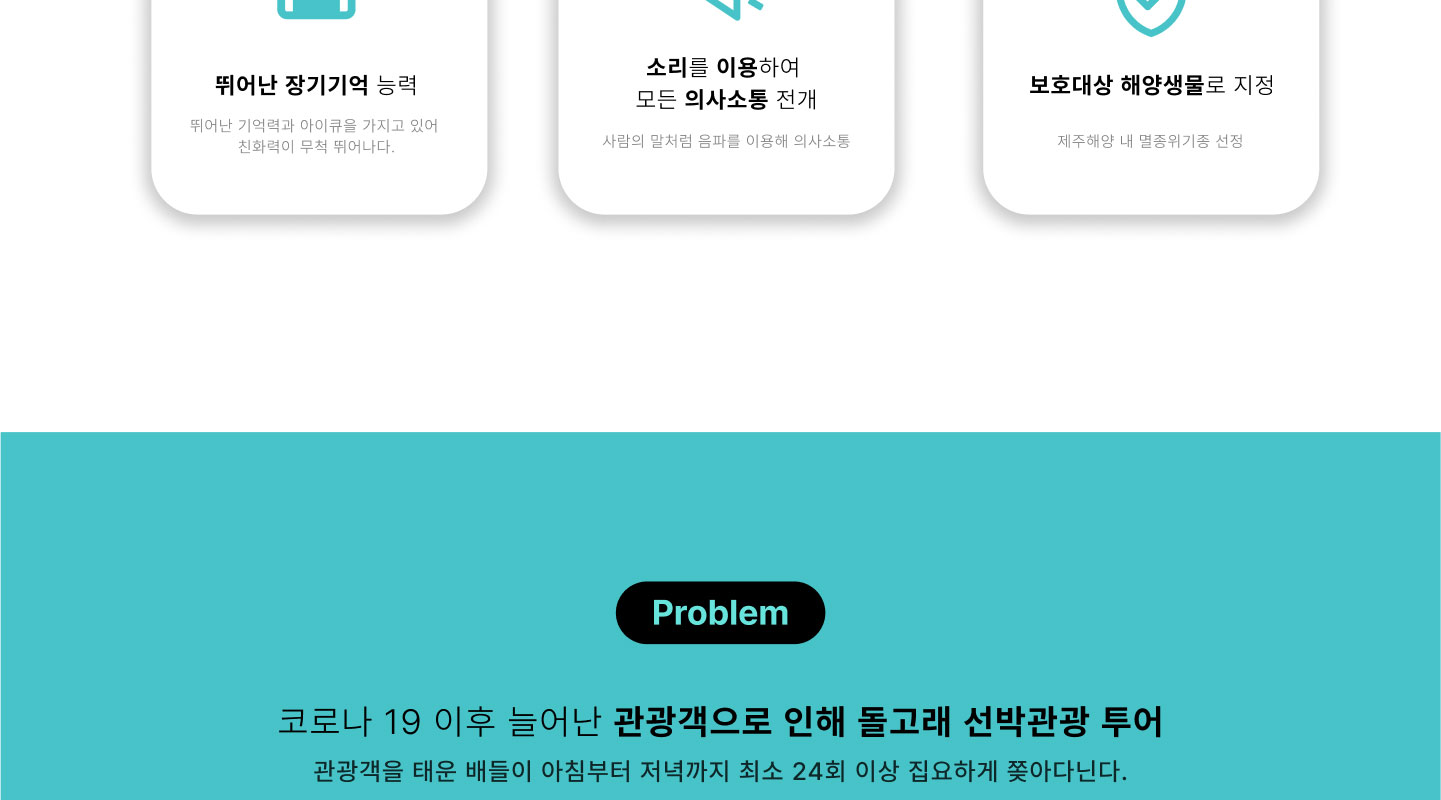 뛰어난 장기기억 능력
뛰어난 기억력과 아이큐을 가지고 있어
친화력이 무척 뛰어나다.
소리를 이용하여
모든 의사소통 전개
사람의 말처럼 음파를 이용해 의사소통
보호대상 해양생물로 지정
제주해양 내 멸종위기종 선정
Problem
코로나 19 이후 늘어난 관광객으로 인해 돌고래 선박관광 투어
관광객을 태운 배들이 아침부터 저녁까지 최소 24회 이상 집요하게 쫒아다닌다.